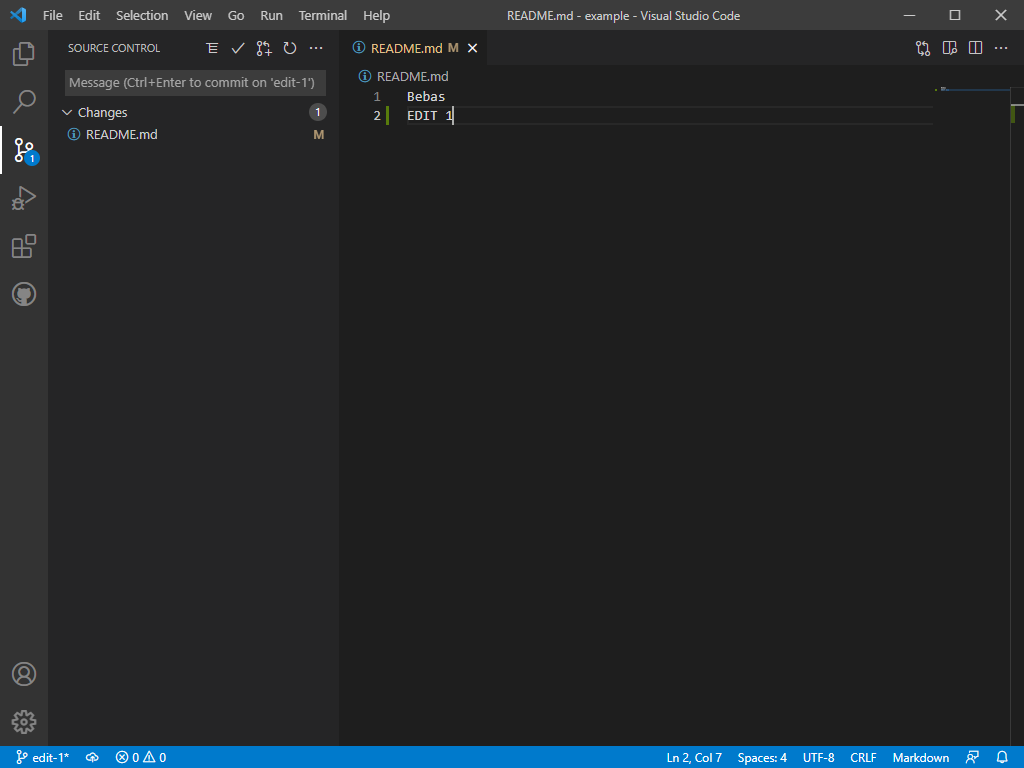 File Edit Selection View Go Run Terminal Help README.md - example - Visual Studio Code
SOURCE CONTROL
README.md M
Message (Ctrl+Enter to commit on 'edit-1')
README.md
Changes 1
README.md M
1 Bebas
2 EDIT 1
1
edit-1* 0 0 Ln 2, Col 7 Spaces: 4 UTF-8 CRLF Markdown